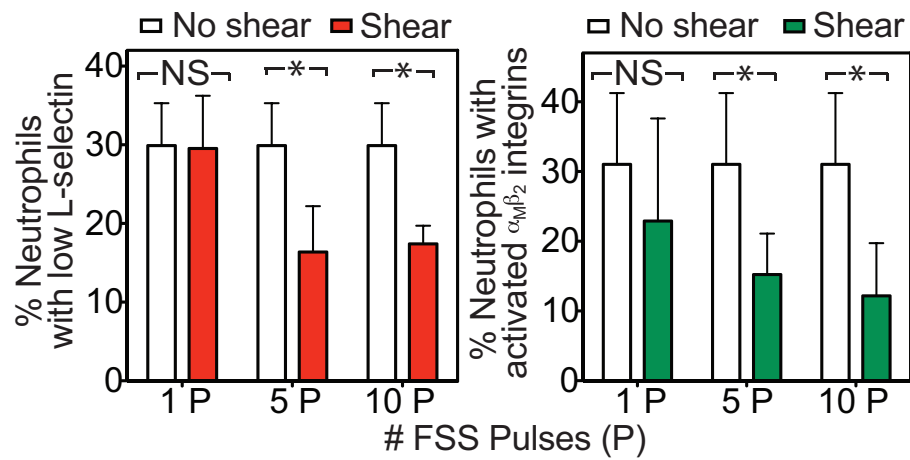 No shear Shear
% Neutrophils
with low L-selectin
40
30
20
10
0
NS * *
1 P 5 P 10 P
No shear Shear
% Neutrophils with
activated αMβ2 integrins
40
30
20
10
0
NS * *
1 P 5 P 10 P
# FSS Pulses (P)